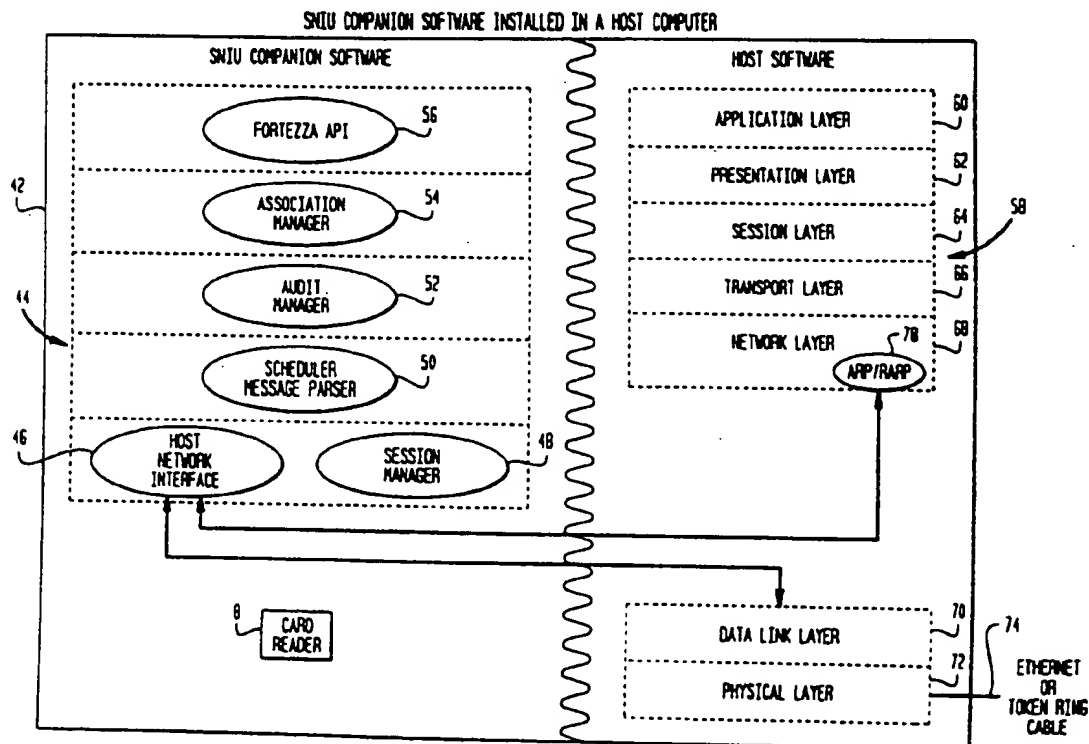 SNIU COMPANION SOFTWARE INSTALLED IN A HOST COMPUTER
SNIU COMPANION SOFTWARE
FORTEZZA API
56
ASSOCIATION
MANAGER
54
42
AUDIT
MANAGER
52
44
SCHEDULER
MESSAGE PARSER
50
46
HOST
NETWORK
INTERFACE
SESSION
MANAGER
48
8
CARD
READER
HOST SOFTWARE
APPLICATION LAYER
60
PRESENTATION LAYER
62
SESSION LAYER
64
58
TRANSPORT LAYER
66
NETWORK LAYER
78
68
ARP/RARP
DATA LINK LAYER
70
74
PHYSICAL LAYER
72
ETHERNET
OR
TOKEN RING
CABLE